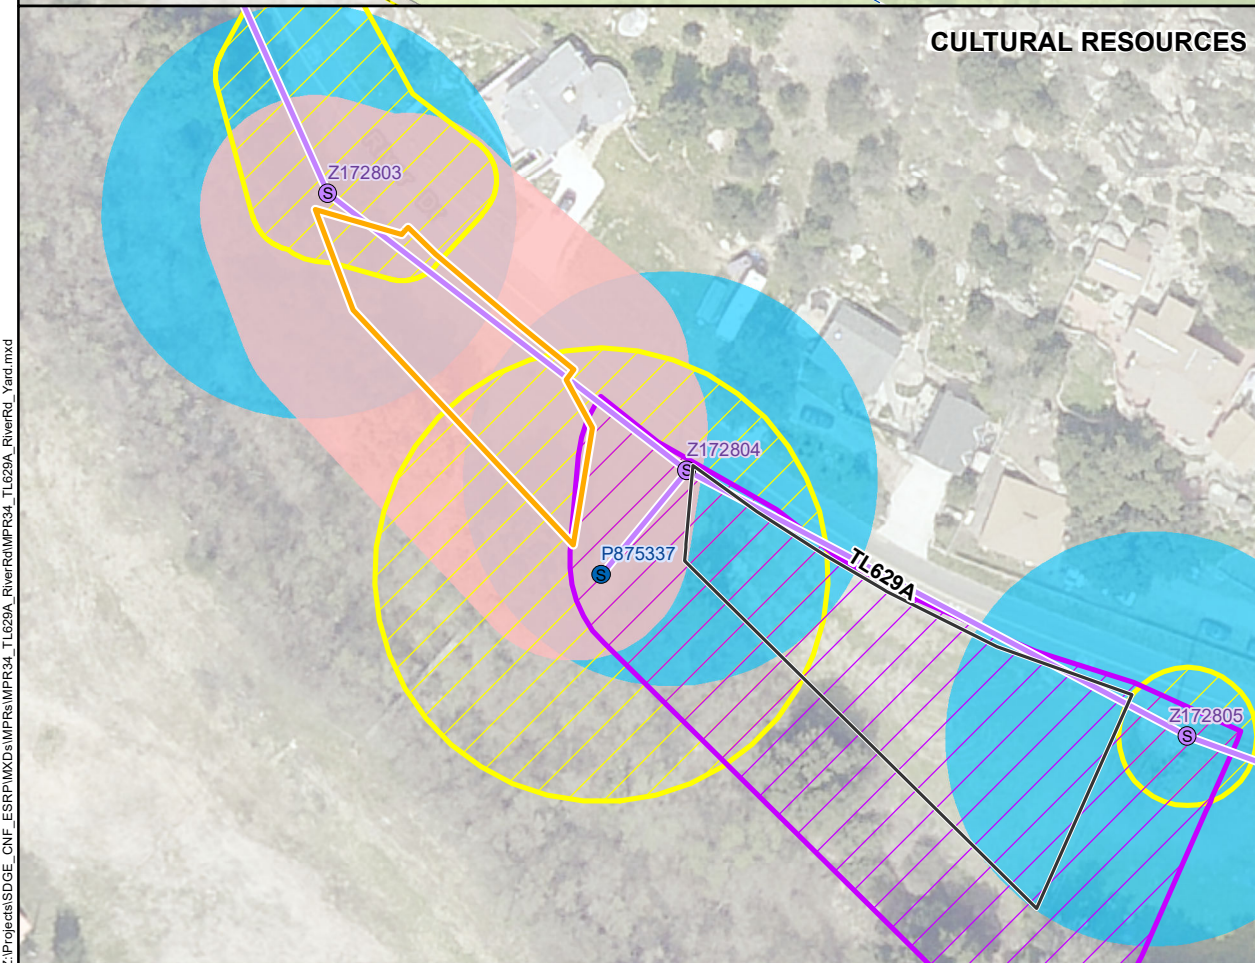 CULTURAL RESOURCES
Z172803
S
Z172804
S
P875337
S
TL629A
Z172805
S
:\Projects\SDGE_CNF_ESRP\MXDs\MPRs\MPR34_TL629A_RiverRd\MPR34_TL629A_RiverRd_Yard.mxd